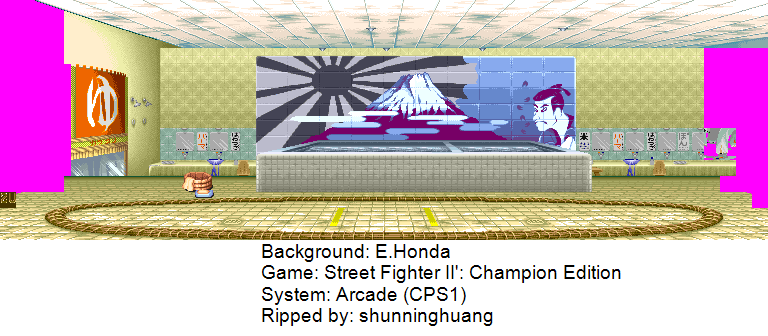 ゆ
Background: E.Honda
Game: Street Fighter II': Champion Edition
System: Arcade (CPS1)
Ripped by: shunninghuang